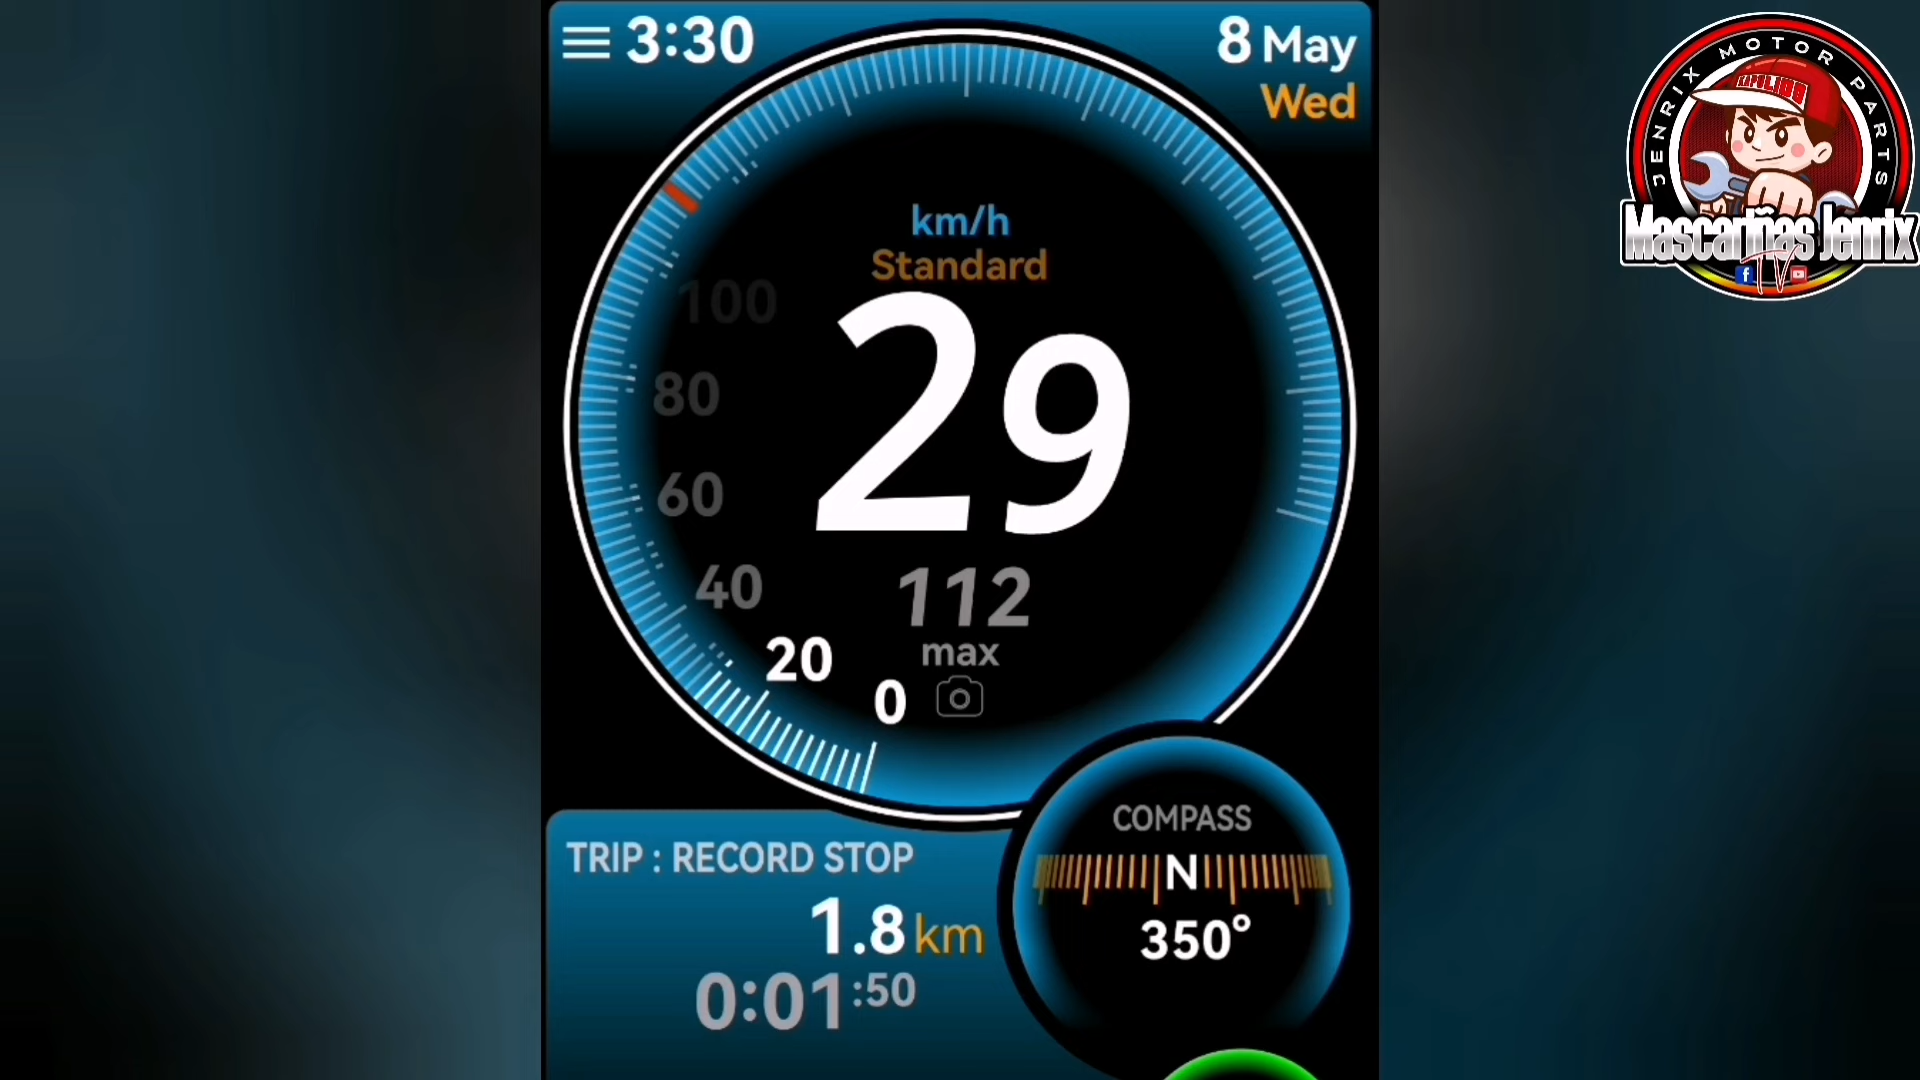 3:30
8 May
Wed
km/h
Standard
29
112
max
100
80
60
40
20
0
TRIP : RECORD STOP
1.8 km
0:01:50
COMPASS
N
350°
JENRIX MOTOR PARTS
KAPOLIDO
Mascariñas Jenrix
TV